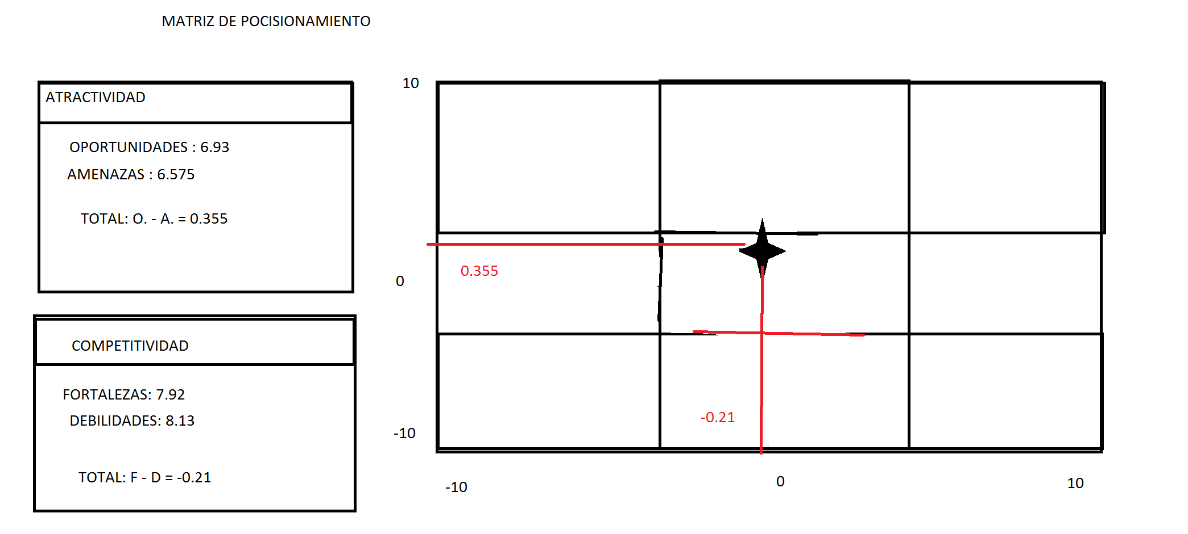 MATRIZ DE POCISIONAMIENTO
ATRACTIVIDAD
OPORTUNIDADES : 6.93
AMENAZAS : 6.575
TOTAL: O. - A. = 0.355
COMPETITIVIDAD
FORTALEZAS: 7.92
DEBILIDADES: 8.13
TOTAL: F - D = -0.21
10
0.355
0
-0.21
-10
-10
0
10